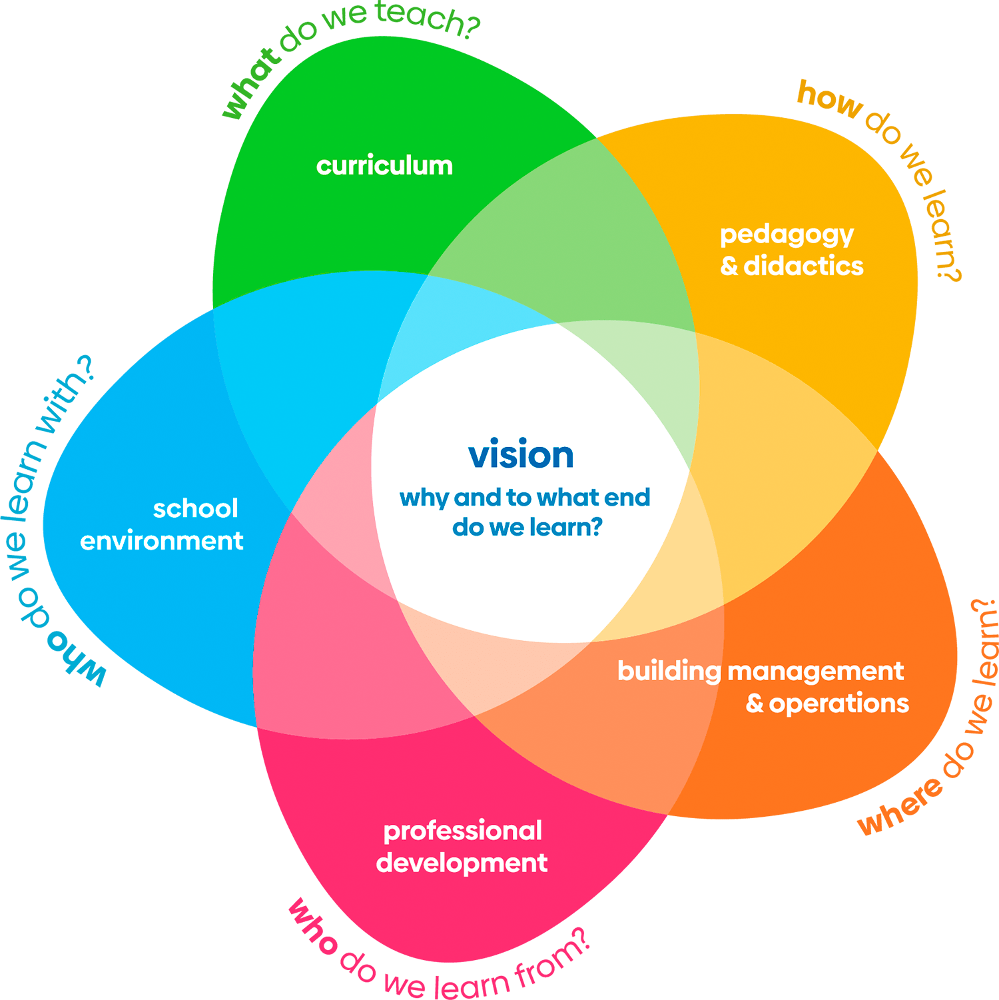 what do we teach?
curriculum
how do we learn?
pedagogy
& didactics
vision
why and to what end
do we learn?
who do we learn with?
school
environment
building management
& operations
where do we learn?
professional
development
who do we learn from?